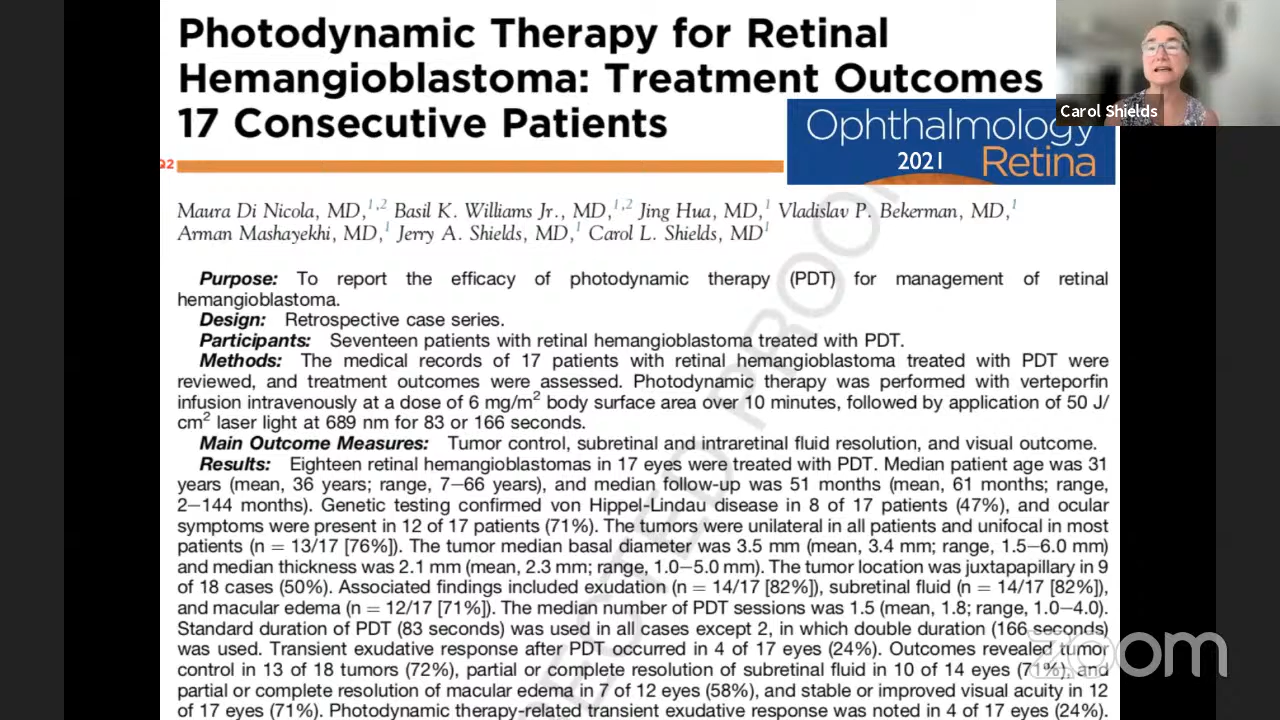 Photodynamic Therapy for Retinal
Hemangioblastoma: Treatment Outcomes
17 Consecutive Patients
Carol Shields
Ophthalmology
2021 Retina
Q2
Maura Di Nicola, MD,1,2 Basil K. Williams Jr., MD,1,2 Jing Hua, MD,1 Vladislav P. Bekerman, MD,1
Arman Mashayekhi, MD,1 Jerry A. Shields, MD,1 Carol L. Shields, MD1
Purpose: To report the efficacy of photodynamic therapy (PDT) for management of retinal
hemangioblastoma.
Design: Retrospective case series.
Participants: Seventeen patients with retinal hemangioblastoma treated with PDT.
Methods: The medical records of 17 patients with retinal hemangioblastoma treated with PDT were
reviewed, and treatment outcomes were assessed. Photodynamic therapy was performed with verteporfin
infusion intravenously at a dose of 6 mg/m2 body surface area over 10 minutes, followed by application of 50 J/
cm2 laser light at 689 nm for 83 or 166 seconds.
Main Outcome Measures: Tumor control, subretinal and intraretinal fluid resolution, and visual outcome.
Results: Eighteen retinal hemangioblastomas in 17 eyes were treated with PDT. Median patient age was 31
years (mean, 36 years; range, 7–66 years), and median follow-up was 51 months (mean, 61 months; range,
2–144 months). Genetic testing confirmed von Hippel-Lindau disease in 8 of 17 patients (47%), and ocular
symptoms were present in 12 of 17 patients (71%). The tumors were unilateral in all patients and unifocal in most
patients (n = 13/17 [76%]). The tumor median basal diameter was 3.5 mm (mean, 3.4 mm; range, 1.5–6.0 mm)
and median thickness was 2.1 mm (mean, 2.3 mm; range, 1.0–5.0 mm). The tumor location was juxtapapillary in 9
of 18 cases (50%). Associated findings included exudation (n = 14/17 [82%]), subretinal fluid (n = 14/17 [82%]),
and macular edema (n = 12/17 [71%]). The median number of PDT sessions was 1.5 (mean, 1.8; range, 1.0–4.0).
Standard duration of PDT (83 seconds) was used in all cases except 2, in which double duration (166 seconds)
was used. Transient exudative response after PDT occurred in 4 of 17 eyes (24%). Outcomes revealed tumor
control in 13 of 18 tumors (72%), partial or complete resolution of subretinal fluid in 10 of 14 eyes (71%), and
partial or complete resolution of macular edema in 7 of 12 eyes (58%), and stable or improved visual acuity in 12
of 17 eyes (71%). Photodynamic therapy-related transient exudative response was noted in 4 of 17 eyes (24%).
zoom